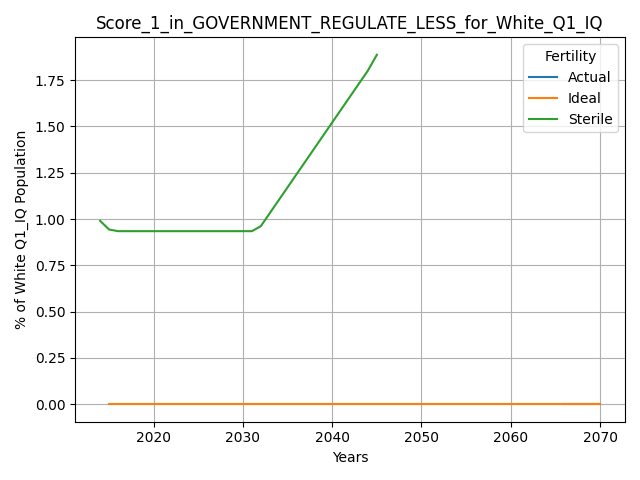 Score_1_in_GOVERNMENT_REGULATE_LESS_for_White_Q1_IQ
Fertility
Actual
Ideal
Sterile
% of White Q1_IQ Population
1.75
1.50
1.25
1.00
0.75
0.50
0.25
0.00
2020 2030 2040 2050 2060 2070
Years